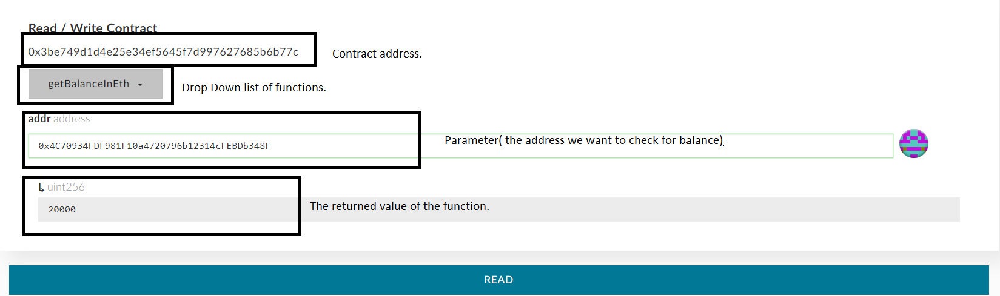 Read / Write Contract
0x3be749d1d4e25e34ef5645f7d997627685b6b77c
Contract address.
getBalanceInEth
Drop Down list of functions.
addr address
0x4C70934FDF981F10a4720796b12314cFEBDb348F
Parameter( the address we want to check for balance).
↳ uint256
20000
The returned value of the function.
READ